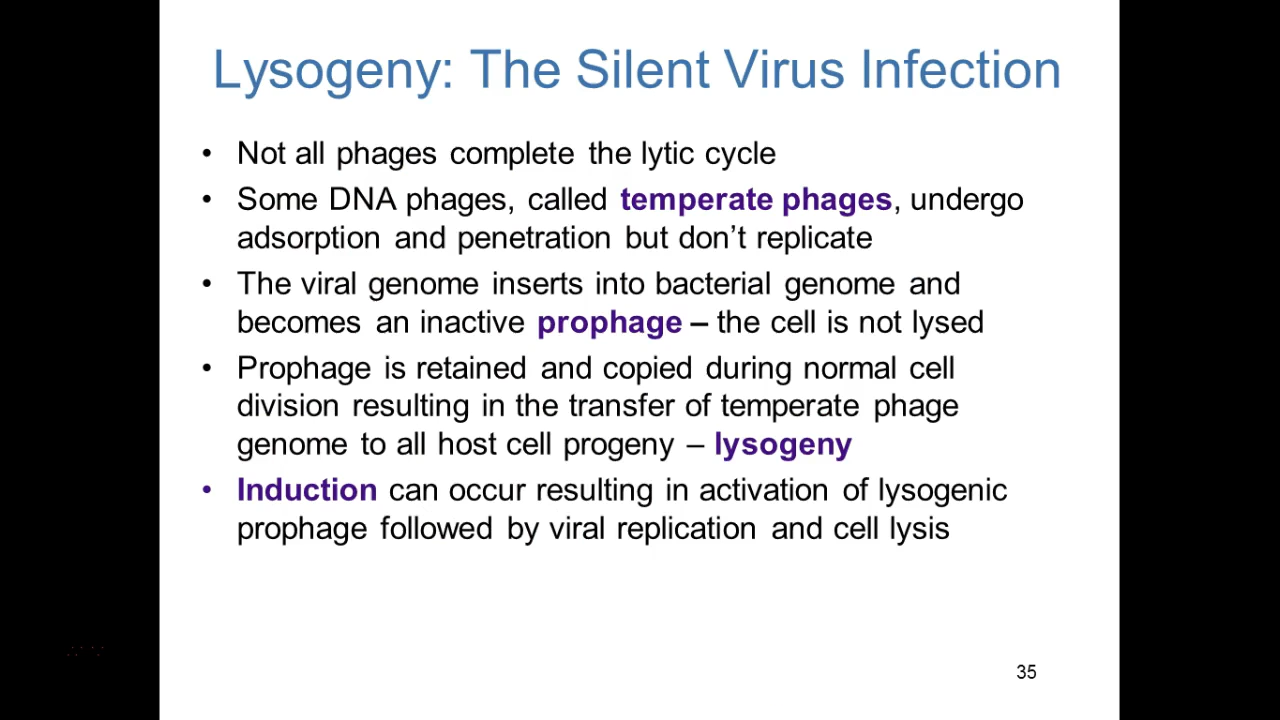 Lysogeny: The Silent Virus Infection
• Not all phages complete the lytic cycle
• Some DNA phages, called temperate phages, undergo
adsorption and penetration but don’t replicate
• The viral genome inserts into bacterial genome and
becomes an inactive prophage – the cell is not lysed
• Prophage is retained and copied during normal cell
division resulting in the transfer of temperate phage
genome to all host cell progeny – lysogeny
• Induction can occur resulting in activation of lysogenic
prophage followed by viral replication and cell lysis
35